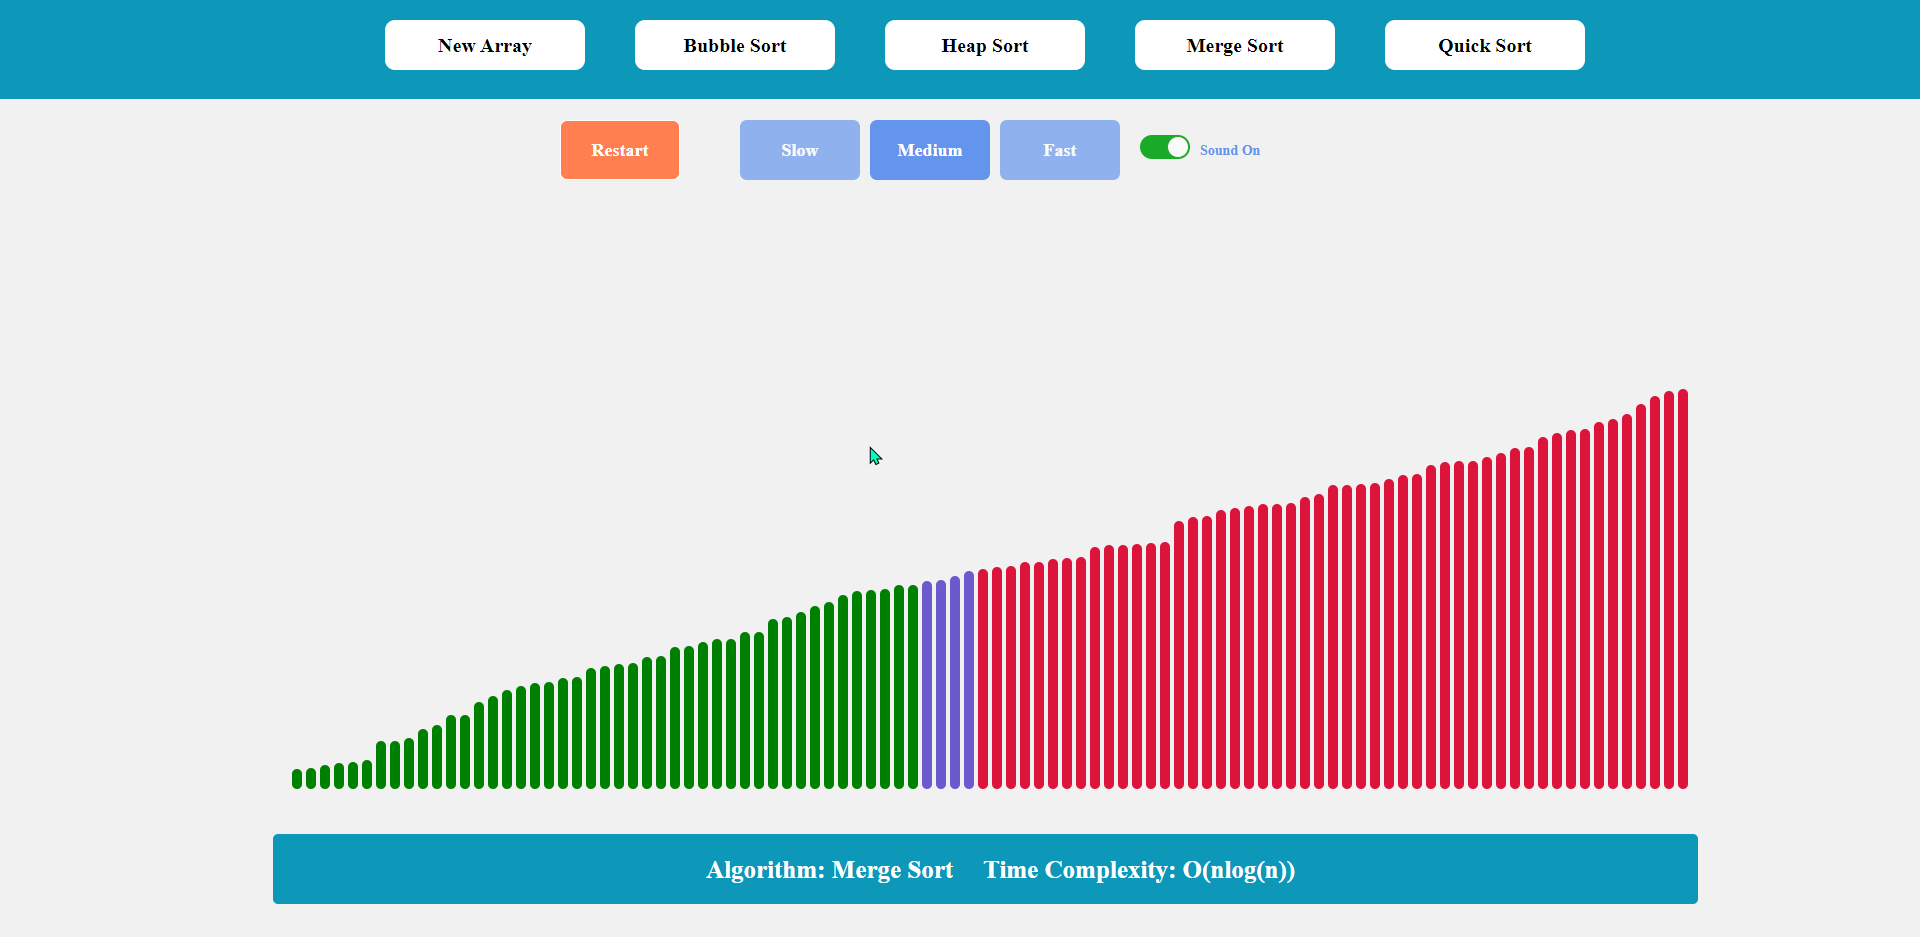 New Array Bubble Sort Heap Sort Merge Sort Quick Sort
Restart Slow Medium Fast Sound On
Algorithm: Merge Sort Time Complexity: O(nlog(n))